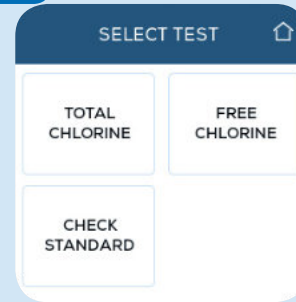 SELECT TEST
TOTAL
CHLORINE
FREE
CHLORINE
CHECK
STANDARD